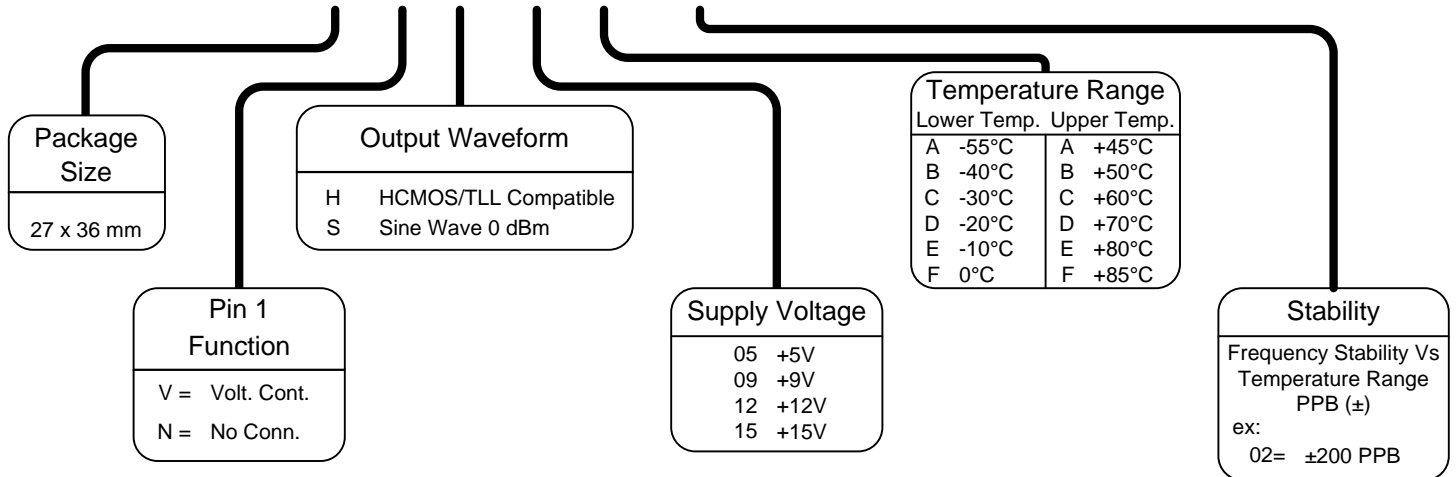 Package
Size
27 x 36 mm
Pin 1
Function
V = Volt. Cont.
N = No Conn.
Output Waveform
H HCMOS/TLL Compatible
S Sine Wave 0 dBm
Supply Voltage
05 +5V
09 +9V
12 +12V
15 +15V
Temperature Range
Lower Temp. Upper Temp.
A -55°C A +45°C
B -40°C B +50°C
C -30°C C +60°C
D -20°C D +70°C
E -10°C E +80°C
F 0°C F +85°C
Stability
Frequency Stability Vs
Temperature Range
PPB (±)
ex:
02= ±200 PPB